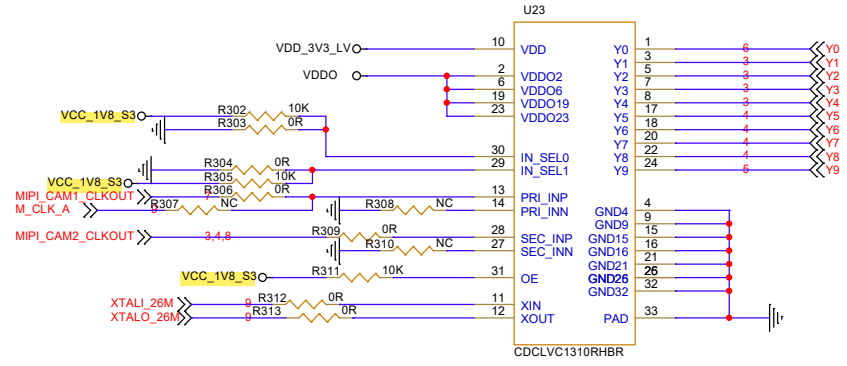 U23
VDD_3V3_LV 10 VDD Y0 1 6 Y0
Y1 3 3 Y1
VDDO 2 VDDO2 Y2 5 3 Y2
6 VDDO6 Y3 7 3 Y3
19 VDDO19 Y4 8 3 Y4
23 VDDO23 Y5 17 4 Y5
VCC_1V8_S3 R302 10K Y6 18 4 Y6
R303 0R Y7 20 4 Y7
30 IN_SEL0 Y8 22 4 Y8
R304 0R 29 IN_SEL1 Y9 24 5 Y9
VCC_1V8_S3 R305 10K
MIPI_CAM1_CLKOUT 7 R306 0R 13 PRI_INP
M_CLK_A 9 R307 NC R308 NC 14 PRI_INN GND4 4
GND9 9
MIPI_CAM2_CLKOUT 3,4,8 R309 0R 28 SEC_INP GND15 15
R310 NC 27 SEC_INN GND16 16
GND21 21
VCC_1V8_S3 R311 10K 31 OE GND25 25
GND32 32
XTALI_26M 9 R312 0R 11 XIN
XTALO_26M 9 R313 0R 12 XOUT PAD 33
CDCLVC1310RHBR